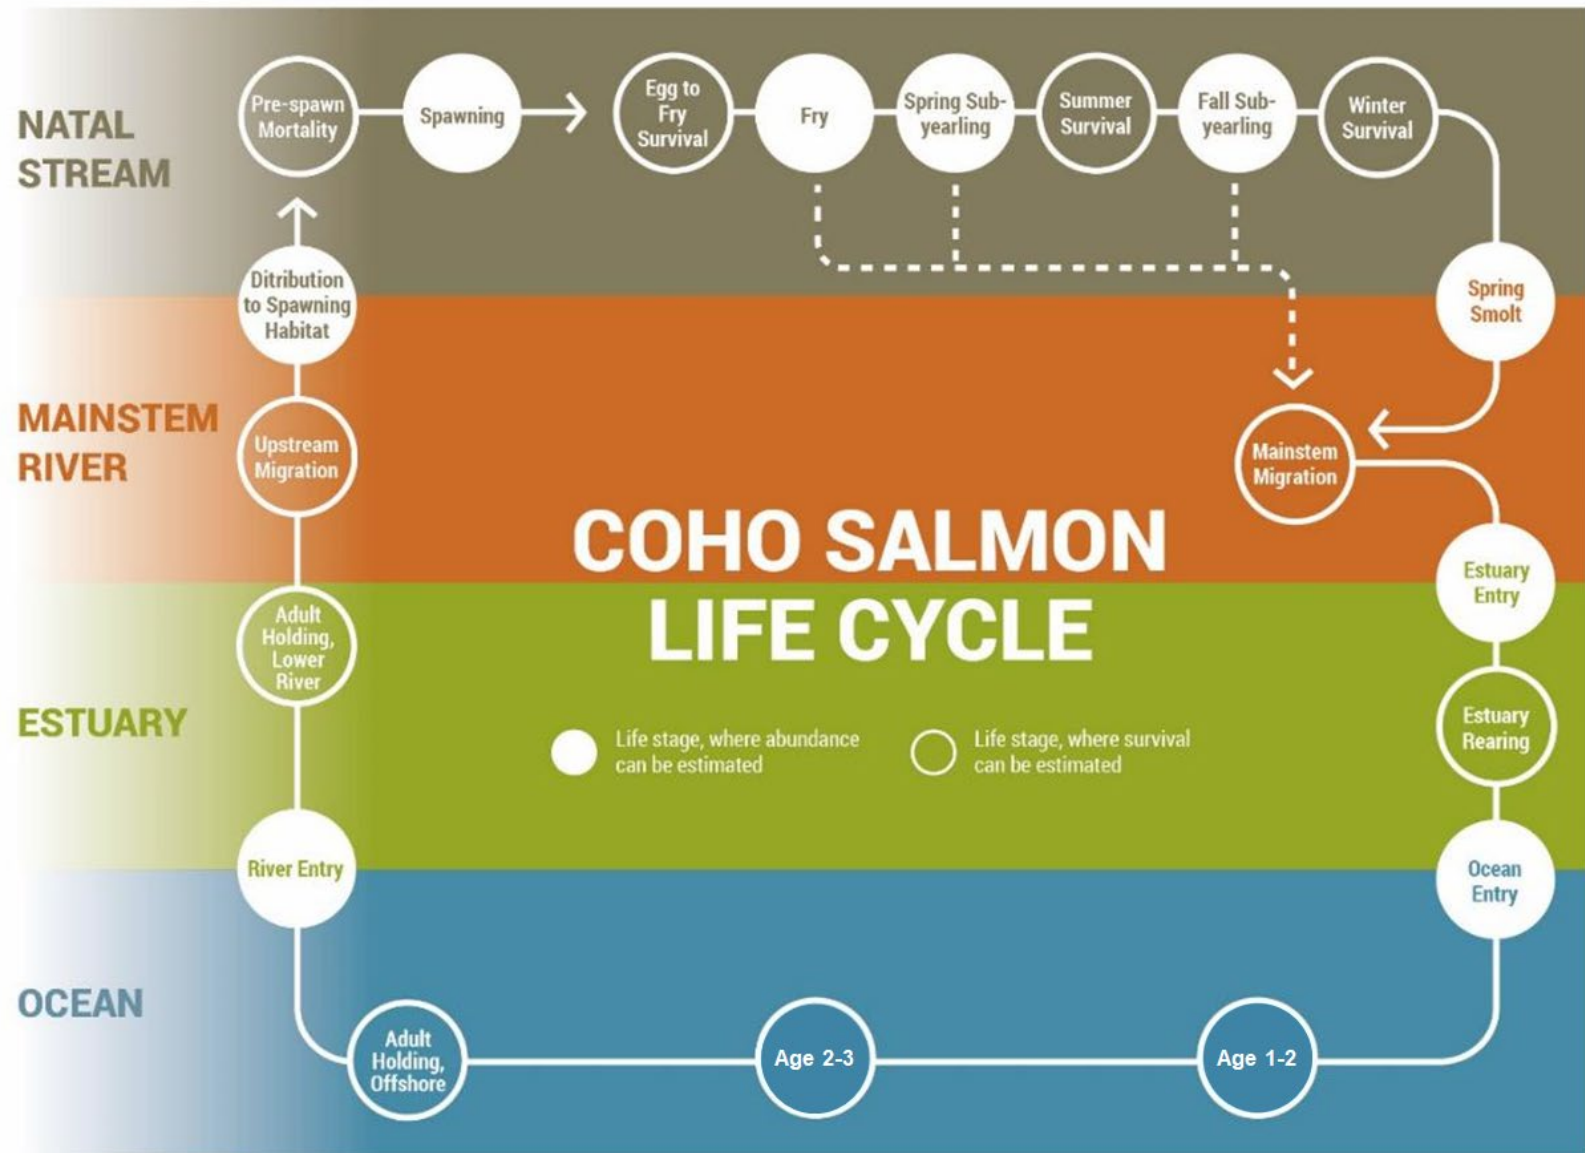 NATAL
STREAM
Pre-spawn
Mortality
Spawning
Egg to
Fry
Survival
Fry
Spring Sub-
yearling
Summer
Survival
Fall Sub-
yearling
Winter
Survival
Ditribution
to Spawning
Habitat
Spring
Smolt
MAINSTEM
RIVER
Upstream
Migration
Mainstem
Migration
COHO SALMON
LIFE CYCLE
Estuary
Entry
Adult
Holding,
Lower
River
ESTUARY
Life stage, where abundance
can be estimated
Life stage, where survival
can be estimated
Estuary
Rearing
River Entry
Ocean
Entry
OCEAN
Adult
Holding,
Offshore
Age 2-3
Age 1-2